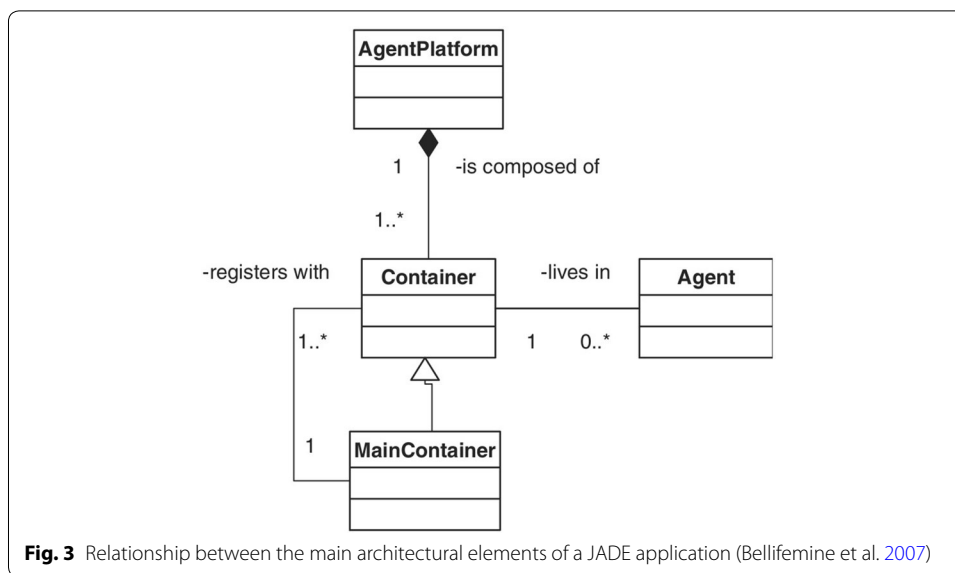 AgentPlatform
1
-is composed of
1..*
-registers with
Container
-lives in
Agent
1..*
1
0..*
1
MainContainer
Fig. 3 Relationship between the main architectural elements of a JADE application (Bellifemine et al. 2007)